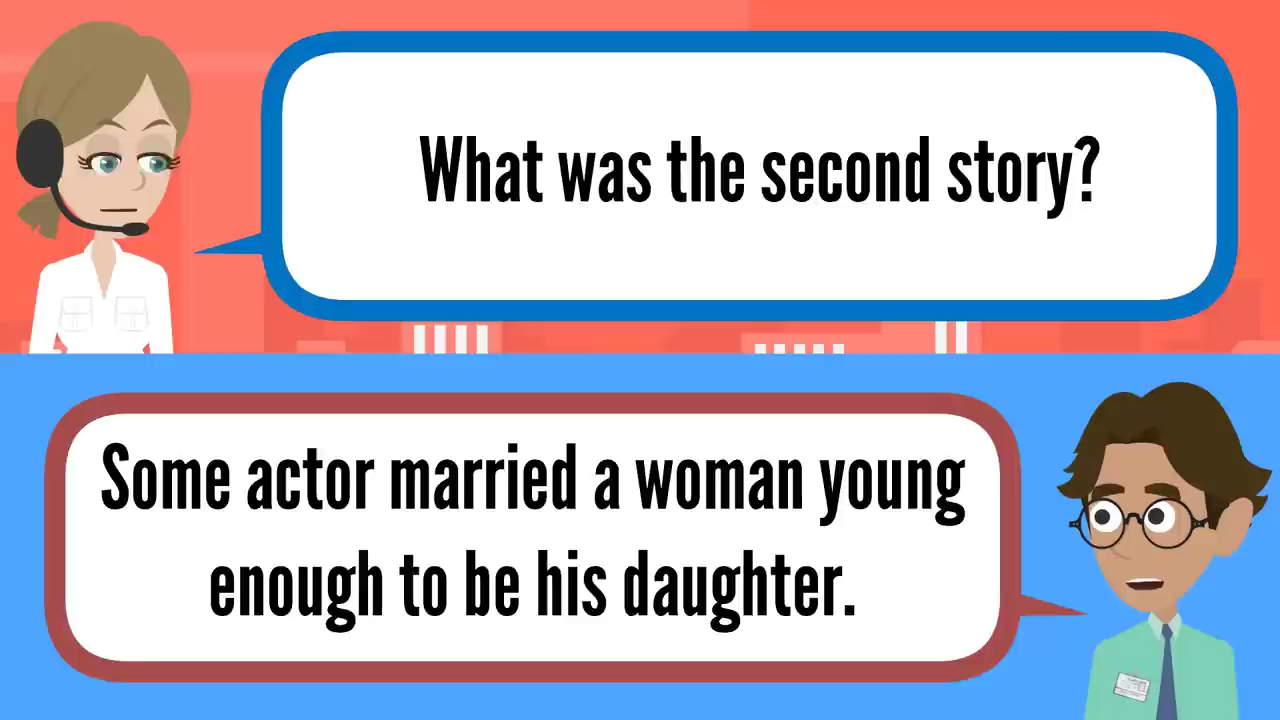 What was the second story?
Some actor married a woman young
enough to be his daughter.